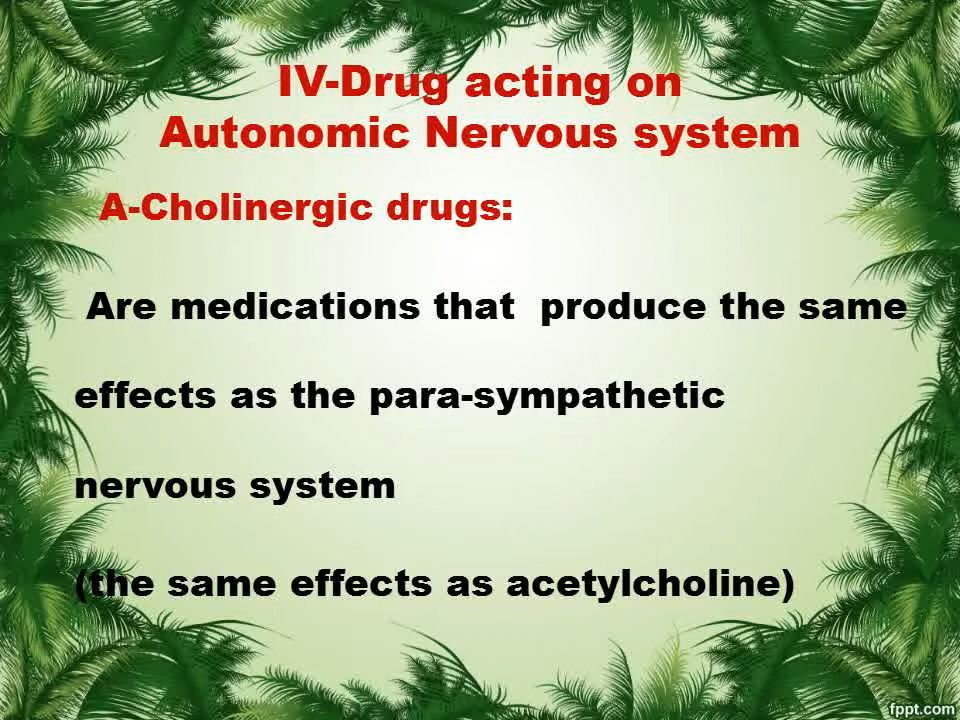 IV-Drug acting on
Autonomic Nervous system
A-Cholinergic drugs:
Are medications that  produce the same
effects as the para-sympathetic
nervous system
(the same effects as acetylcholine)
fppt.com